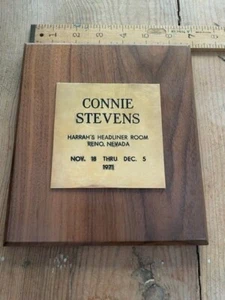 CONNIE
STEVENS
HARRAH'S HEADLINER ROOM
RENO, NEVADA
NOV. 18 THRU DEC. 5
1971